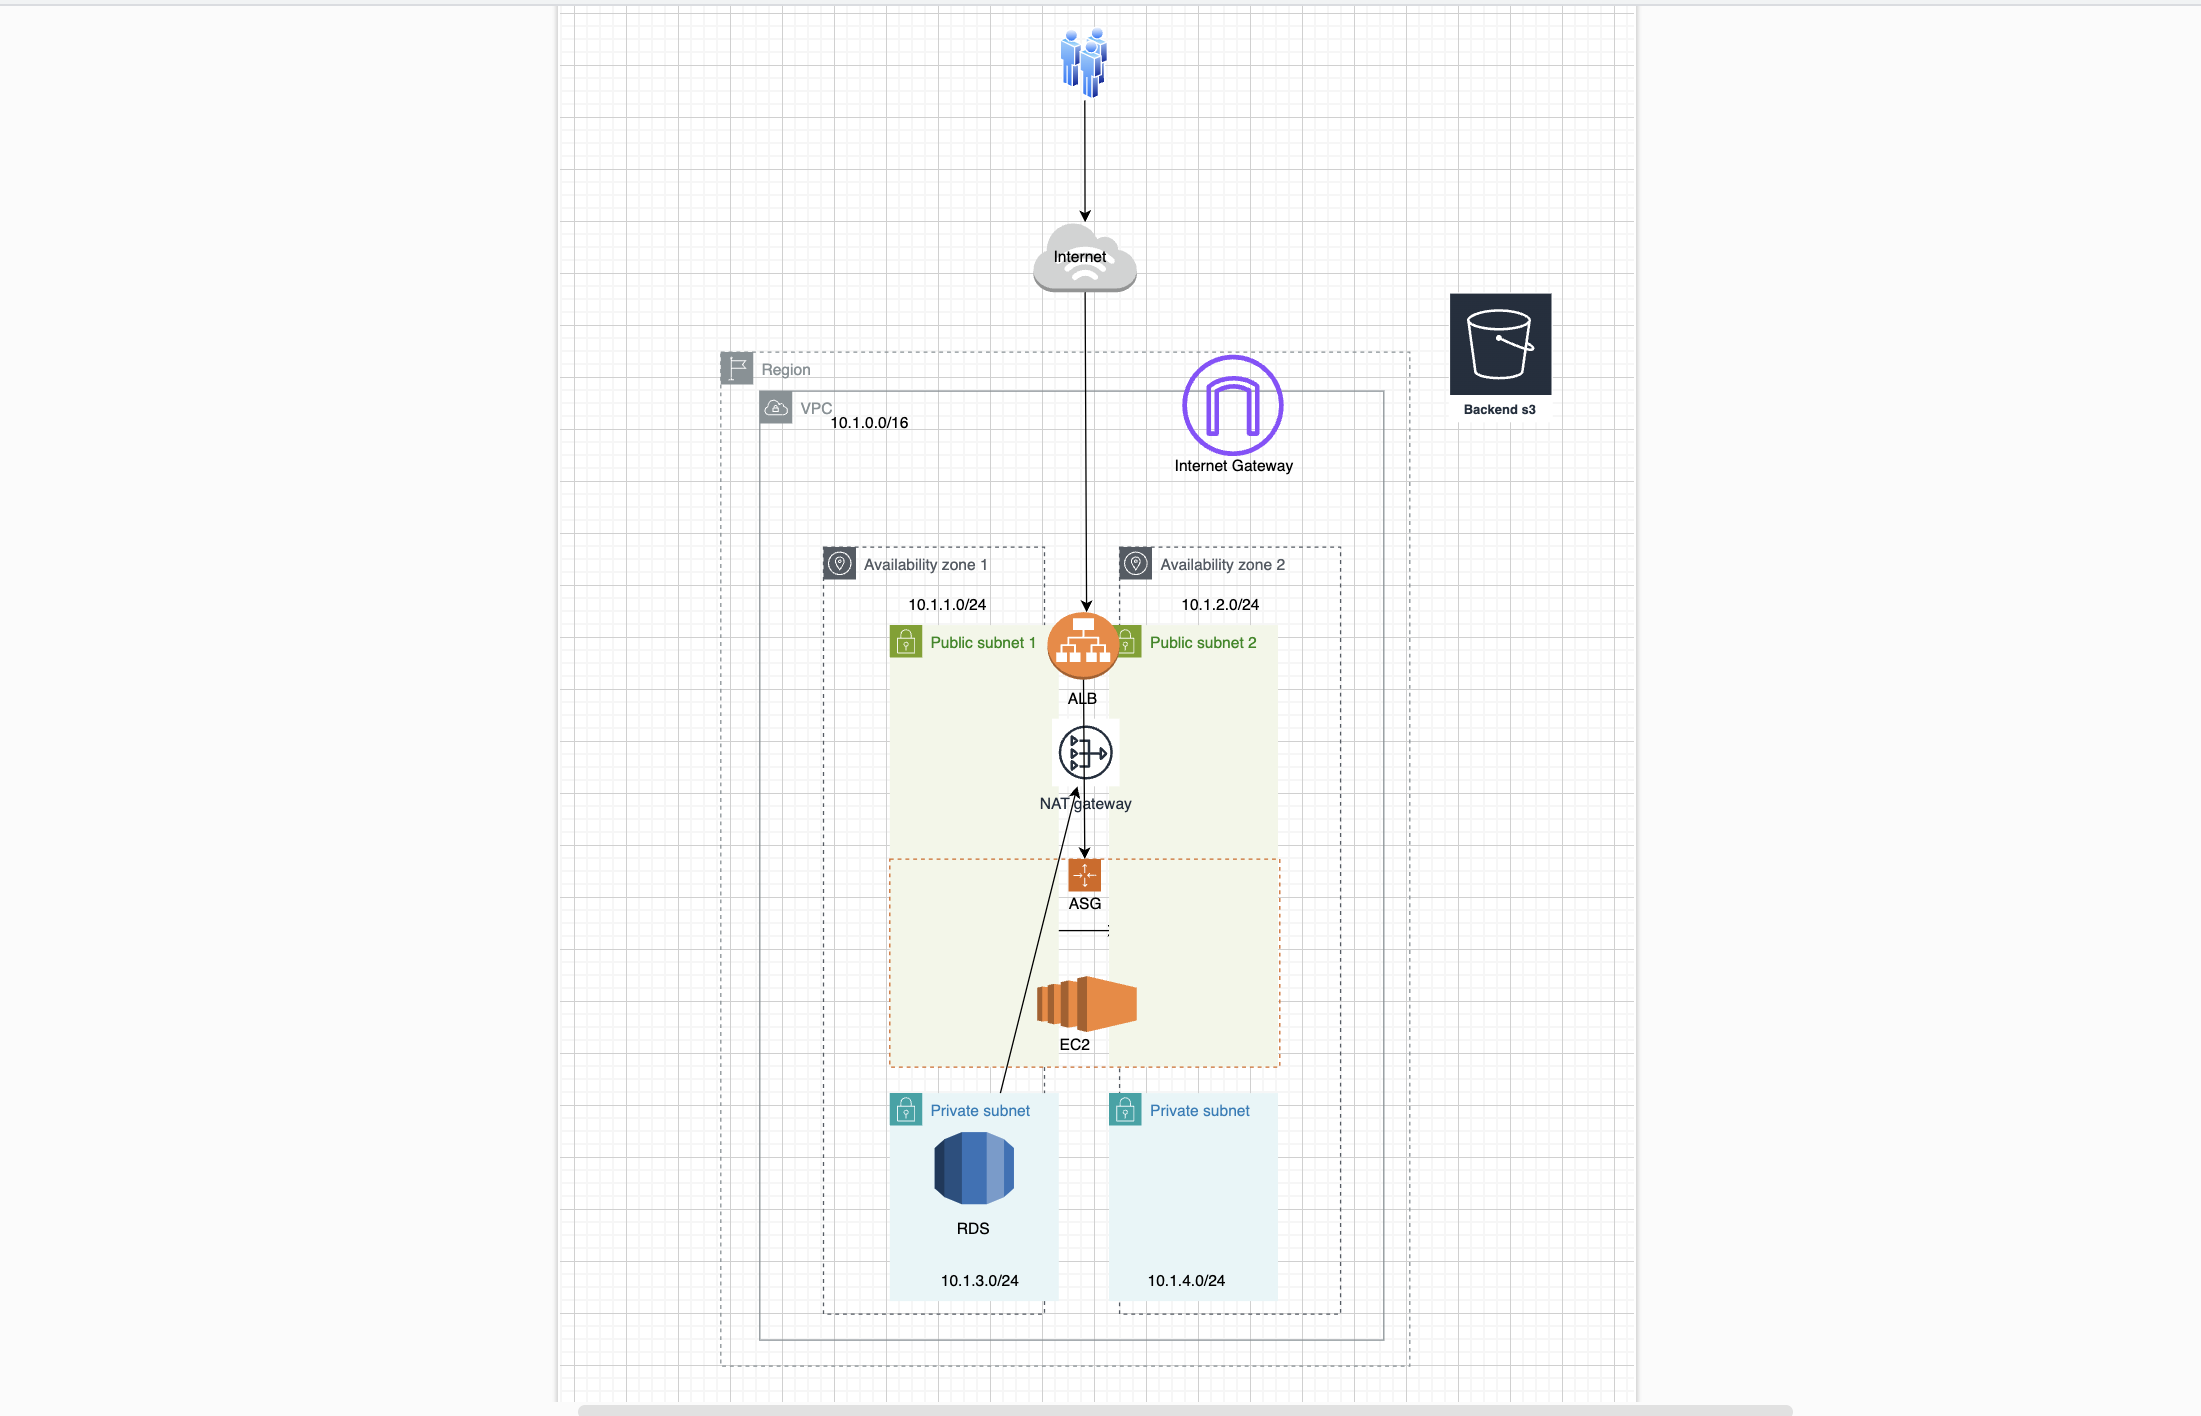 Internet
Region
VPC
10.1.0.0/16
Internet Gateway
Backend s3
Availability zone 1
Availability zone 2
10.1.1.0/24
10.1.2.0/24
Public subnet 1
Public subnet 2
ALB
NAT gateway
ASG
EC2
Private subnet
Private subnet
RDS
10.1.3.0/24
10.1.4.0/24